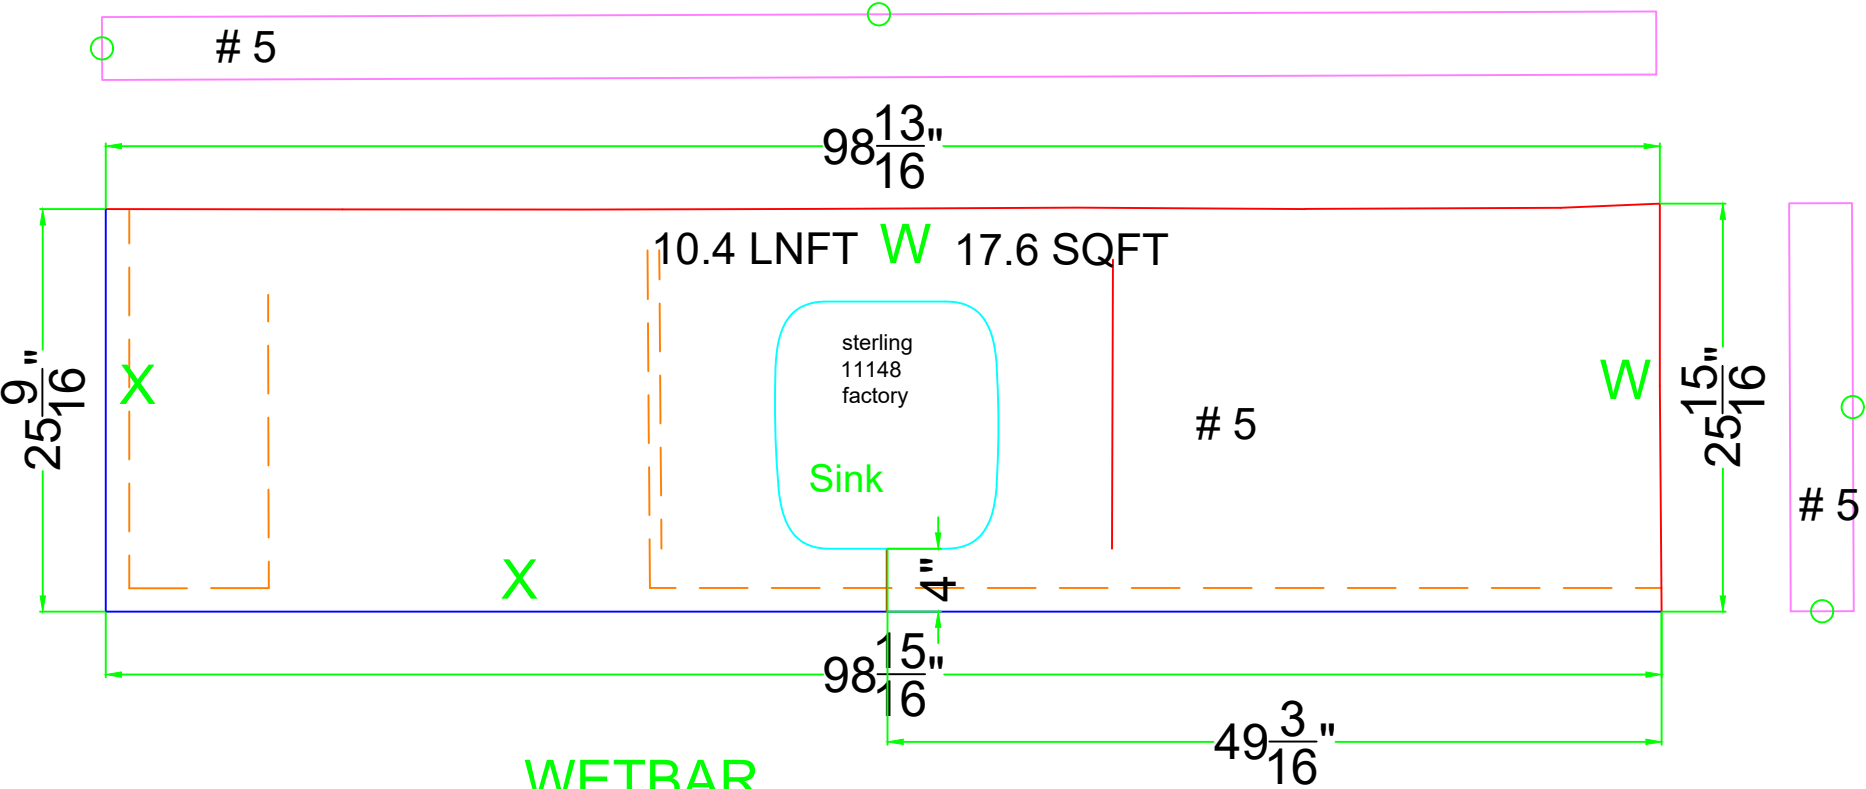 # 5
98 13/16"
10.4 LNFT W 17.6 SQFT
sterling
11148
factory
X
W
25 9/16"
25 15/16"
# 5
Sink
# 5
X
4"
98 15/16"
49 3/16"
WETBAR